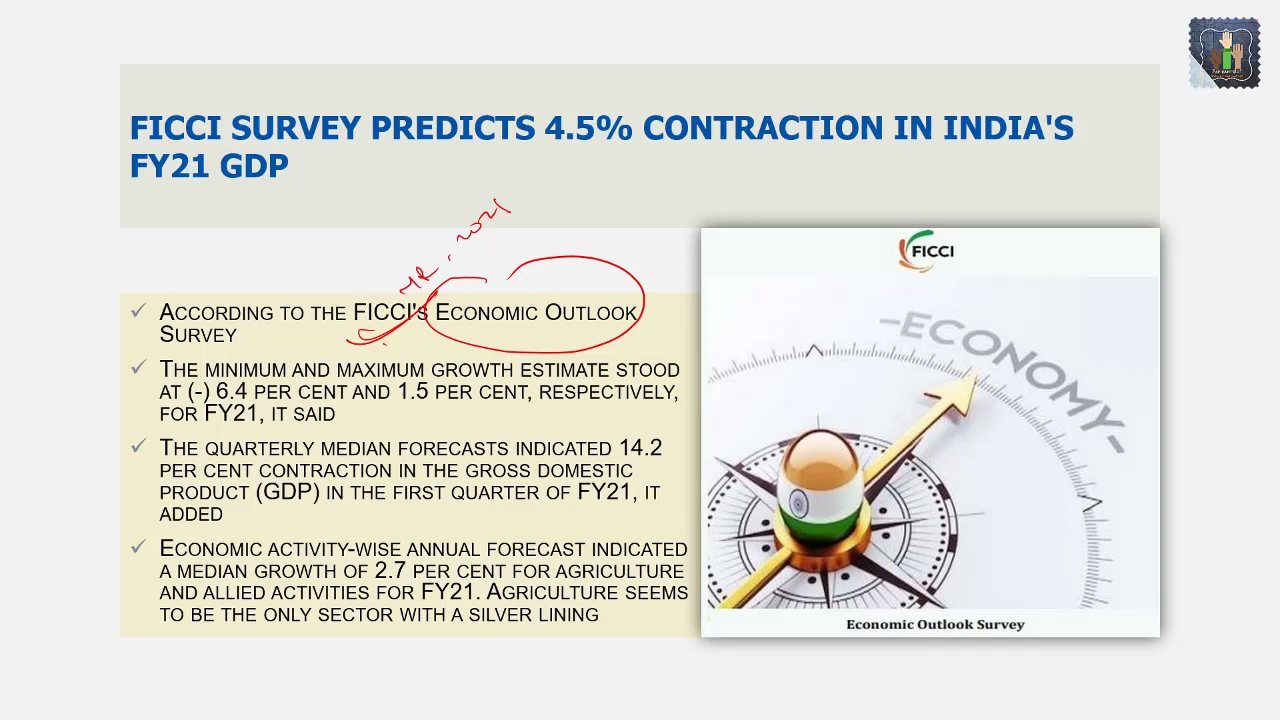 FICCI SURVEY PREDICTS 4.5% CONTRACTION IN INDIA'S
FY21 GDP
2021
FICCI
ACCORDING TO THE FICCI'S ECONOMIC OUTLOOK
SURVEY
THE MINIMUM AND MAXIMUM GROWTH ESTIMATE STOOD
AT (-) 6.4 PER CENT AND 1.5 PER CENT, RESPECTIVELY,
FOR FY21, IT SAID
THE QUARTERLY MEDIAN FORECASTS INDICATED 14.2
PER CENT CONTRACTION IN THE GROSS DOMESTIC
PRODUCT (GDP) IN THE FIRST QUARTER OF FY21, IT
ADDED
ECONOMIC ACTIVITY-WISE ANNUAL FORECAST INDICATED
A MEDIAN GROWTH OF 2.7 PER CENT FOR AGRICULTURE
AND ALLIED ACTIVITIES FOR FY21. AGRICULTURE SEEMS
TO BE THE ONLY SECTOR WITH A SILVER LINING
-ECONOMY-
Economic Outlook Survey